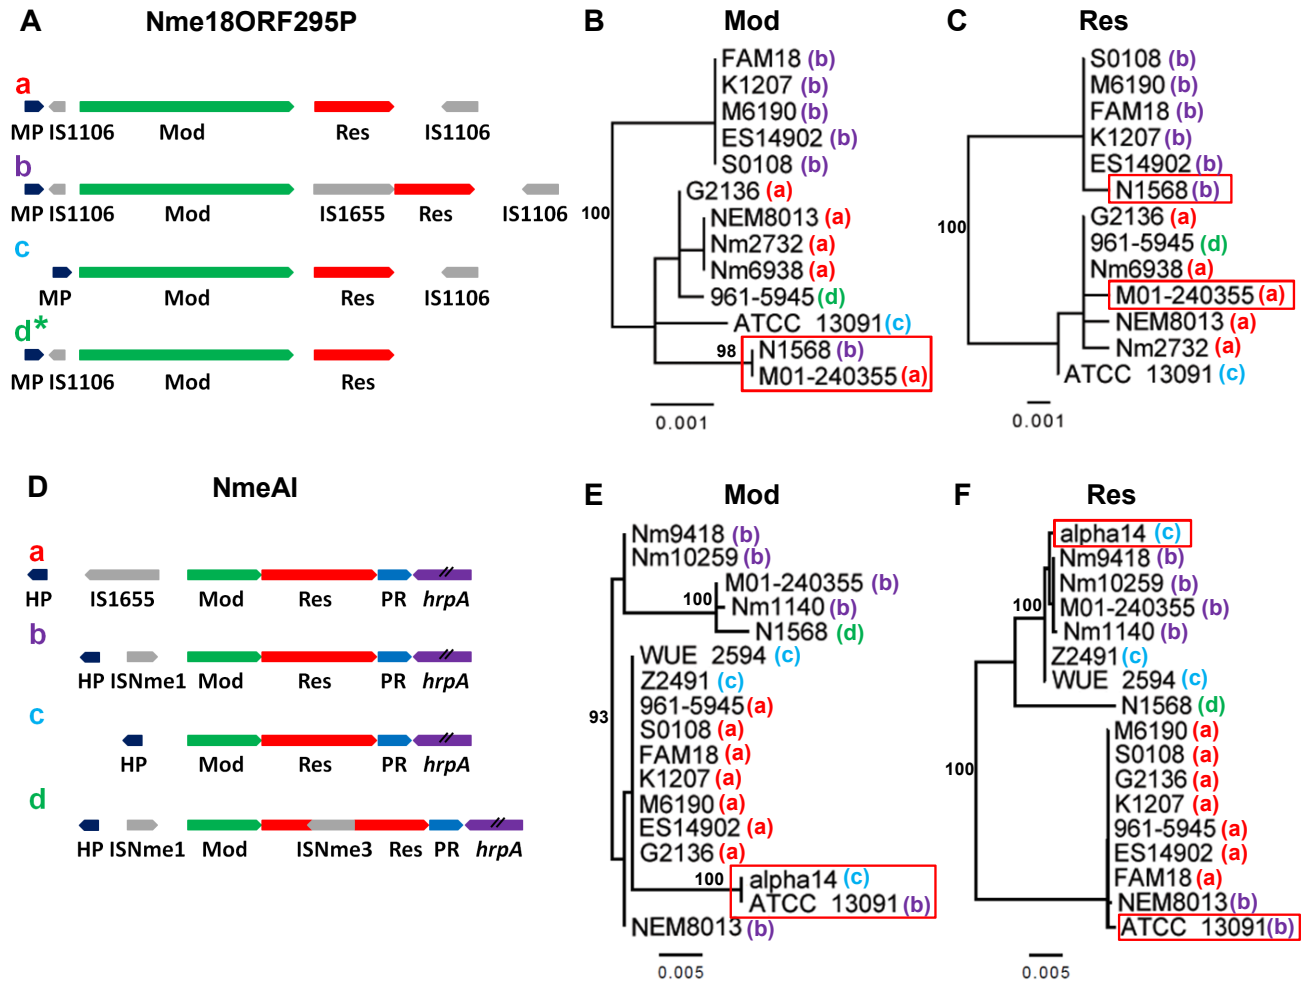 A
Nme18ORF295P
a
MP IS1106 Mod Res IS1106
b
MP IS1106 Mod IS1655 Res IS1106
c
MP Mod Res IS1106
d*
MP IS1106 Mod Res
B
Mod
FAM18 (b)
K1207 (b)
M6190 (b)
ES14902 (b)
S0108 (b)
G2136 (a)
NEM8013 (a)
100
Nm2732 (a)
Nm6938 (a)
961-5945 (d)
ATCC 13091 (c)
98
N1568 (b)
M01-240355 (a)
0.001
C
Res
S0108 (b)
M6190 (b)
FAM18 (b)
K1207 (b)
ES14902 (b)
N1568 (b)
G2136 (a)
100
961-5945 (d)
Nm6938 (a)
M01-240355 (a)
NEM8013 (a)
Nm2732 (a)
ATCC 13091 (c)
0.001
D
NmeAI
a
HP IS1655 Mod Res PR hrpA
b
HP ISNme1 Mod Res PR hrpA
c
HP Mod Res PR hrpA
d
HP ISNme1 Mod ISNme3 Res PR hrpA
E
Mod
Nm9418 (b)
Nm10259 (b)
M01-240355 (b)
100
Nm1140 (b)
N1568 (d)
WUE 2594 (c)
Z2491 (c)
961-5945 (a)
93
S0108 (a)
FAM18 (a)
K1207 (a)
M6190 (a)
ES14902 (a)
G2136 (a)
100
alpha14 (c)
ATCC 13091 (b)
NEM8013 (b)
0.005
F
Res
alpha14 (c)
Nm9418 (b)
Nm10259 (b)
100
M01-240355 (b)
Nm1140 (b)
Z2491 (c)
WUE 2594 (c)
N1568 (d)
M6190 (a)
S0108 (a)
100
G2136 (a)
K1207 (a)
961-5945 (a)
ES14902 (a)
FAM18 (a)
NEM8013 (b)
ATCC 13091 (b)
0.005